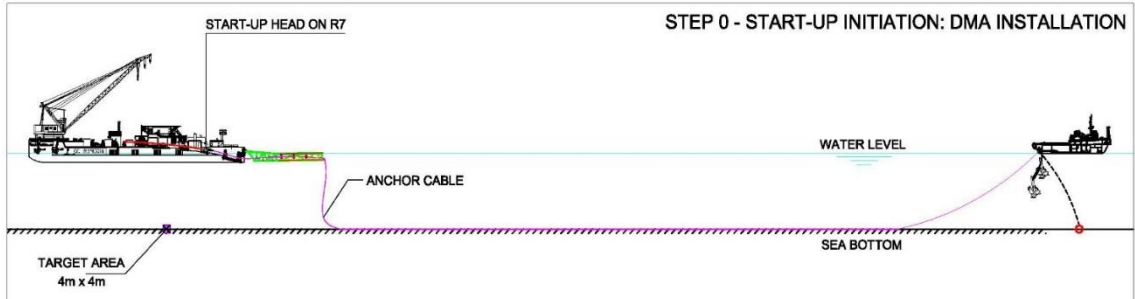 STEP 0 - START-UP INITIATION: DMA INSTALLATION
START-UP HEAD ON R7
WATER LEVEL
ANCHOR CABLE
SEA BOTTOM
TARGET AREA
4m x 4m